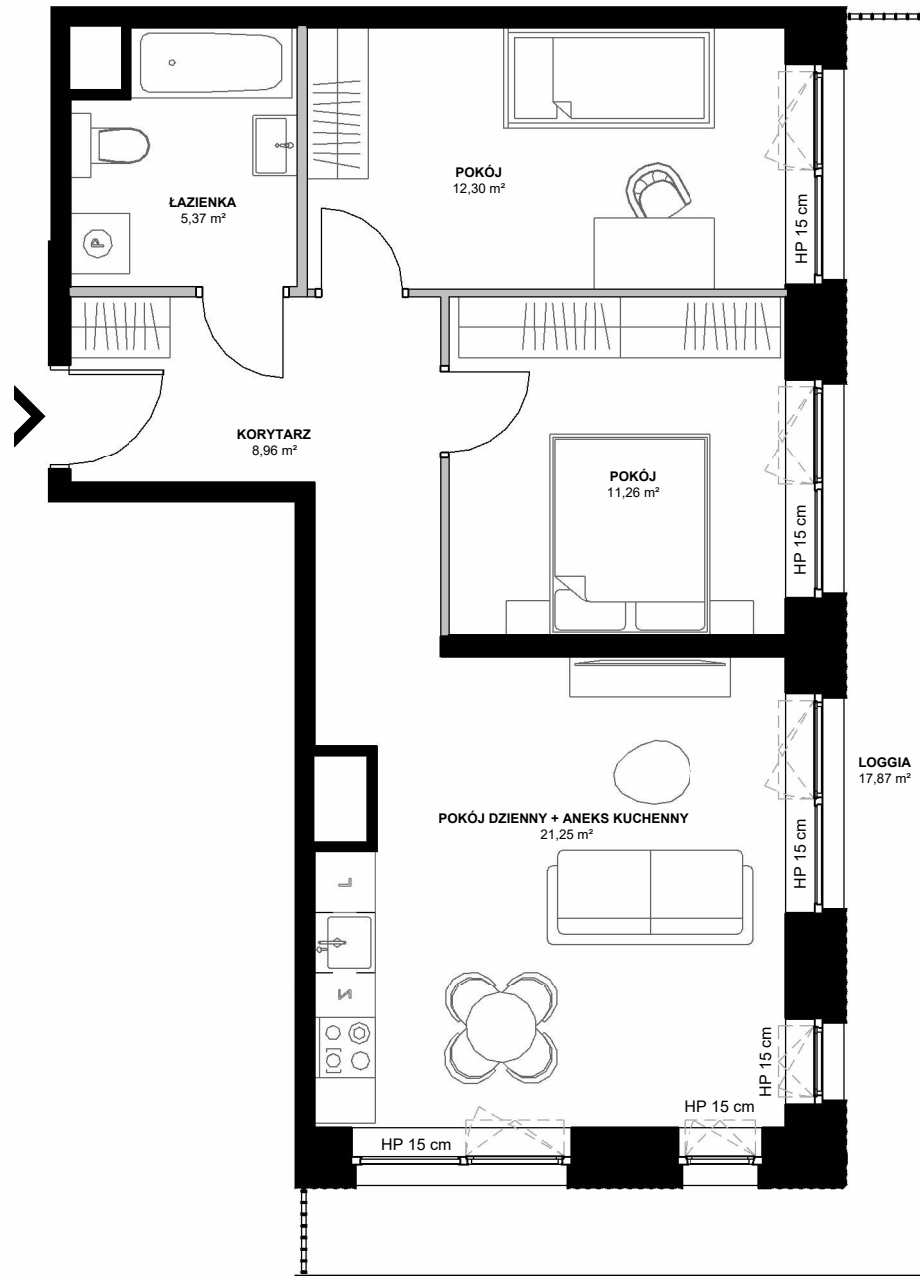 POKÓJ
12,30 m²
ŁAZIENKA
5,37 m²
P
HP 15 cm
KORYTARZ
8,96 m²
POKÓJ
11,26 m²
HP 15 cm
LOGGIA
17,87 m²
POKÓJ DZIENNY + ANEKS KUCHENNY
21,25 m²
HP 15 cm
L
Z
HP 15 cm
HP 15 cm
HP 15 cm